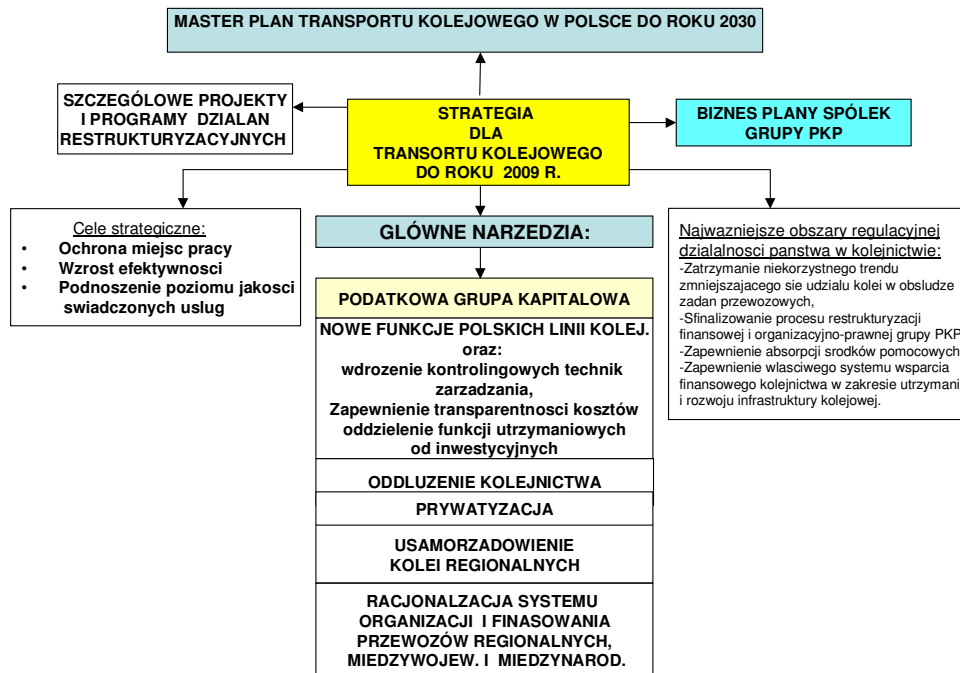 MASTER PLAN TRANSPORTU KOLEJOWEGO W POLSCE DO ROKU 2030
SZCZEGÓLOWE PROJEKTY
I PROGRAMY DZIALAN
RESTRUKTURYZACYJNYCH
STRATEGIA
DLA
TRANSORTU KOLEJOWEGO
DO ROKU 2009 R.
BIZNES PLANY SPÓLEK
GRUPY PKP
Cele strategiczne:
• Ochrona miejsc pracy
• Wzrost efektywnosci
• Podnoszenie poziomu jakosci
swiadczonych uslug
GLÓWNE NARZEDZIA:
PODATKOWA GRUPA KAPITALOWA
NOWE FUNKCJE POLSKICH LINII KOLEJ.
oraz:
wdrozenie kontrolingowych technik
zarzadzania,
Zapewnienie transparentnosci kosztów
oddzielenie funkcji utrzymaniowych
od inwestycyjnych
ODDLUZENIE KOLEJNICTWA
PRYWATYZACJA
USAMORZADOWIENIE
KOLEI REGIONALNYCH
RACJONALZACJA SYSTEMU
ORGANIZACJI I FINASOWANIA
PRZEWOZÓW REGIONALNYCH,
MIEDZYWOJEW. I MIEDZYNAROD.
Najwazniejsze obszary regulacyjnej
dzialalnosci panstwa w kolejnictwie:
-Zatrzymanie niekorzystnego trendu
zmniejszajacego sie udzialu kolei w obsludze
zadan przewozowych,
-Sfinalizowanie procesu restrukturyzacji
finansowej i organizacyjno-prawnej grupy PKP
-Zapewnienie absorpcji srodków pomocowych
-Zapewnienie wlasciwego systemu wsparcia
finansowego kolejnictwa w zakresie utrzymani
i rozwoju infrastruktury kolejowej.